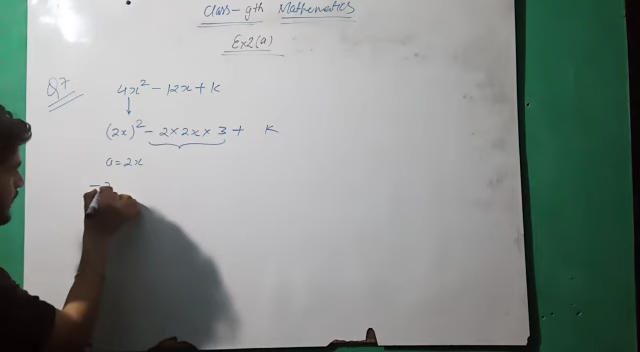 Class-9th Mathematics
Ex2(a)
Q7
4x² - 12x + k
(2x)² - 2×2x×3 + k
a=2x